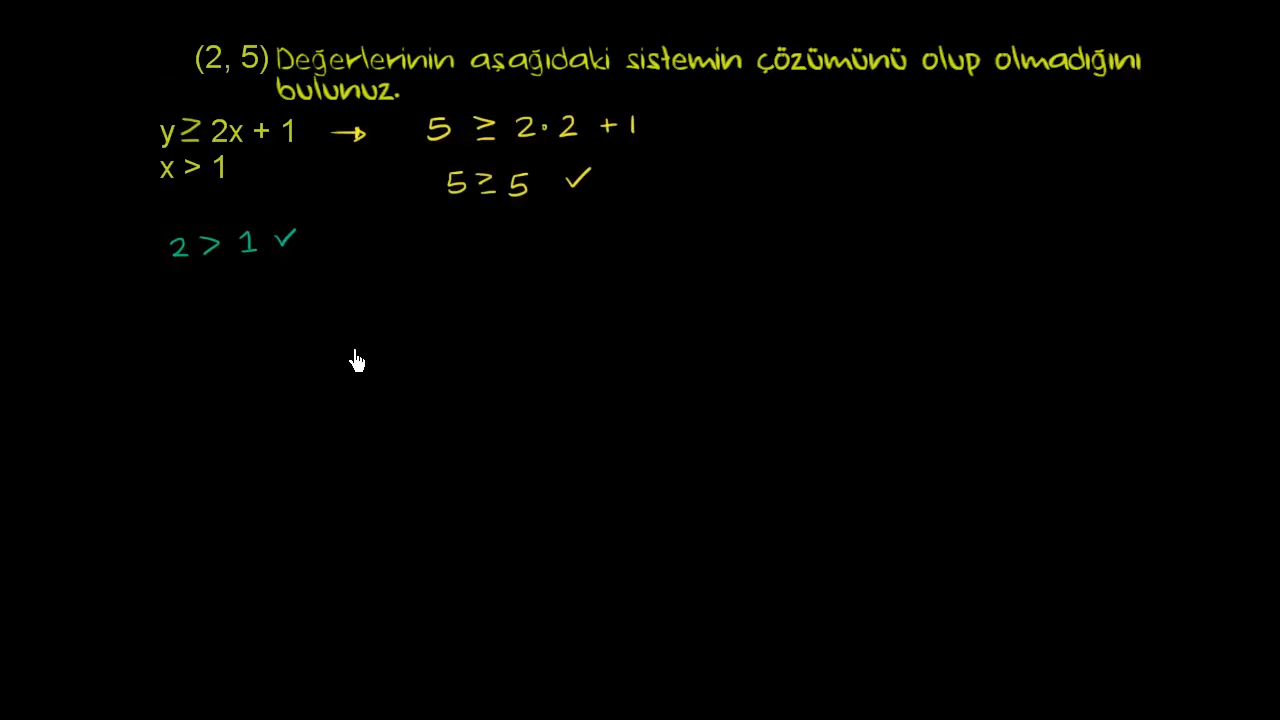 (2, 5) Değerlerinin aşağıdaki sistemin çözümünü olup olmadığını
bulunuz.
y ≥ 2x + 1 → 5 ≥ 2·2 + 1
x > 1
5 ≥ 5 ✓
2 > 1 ✓